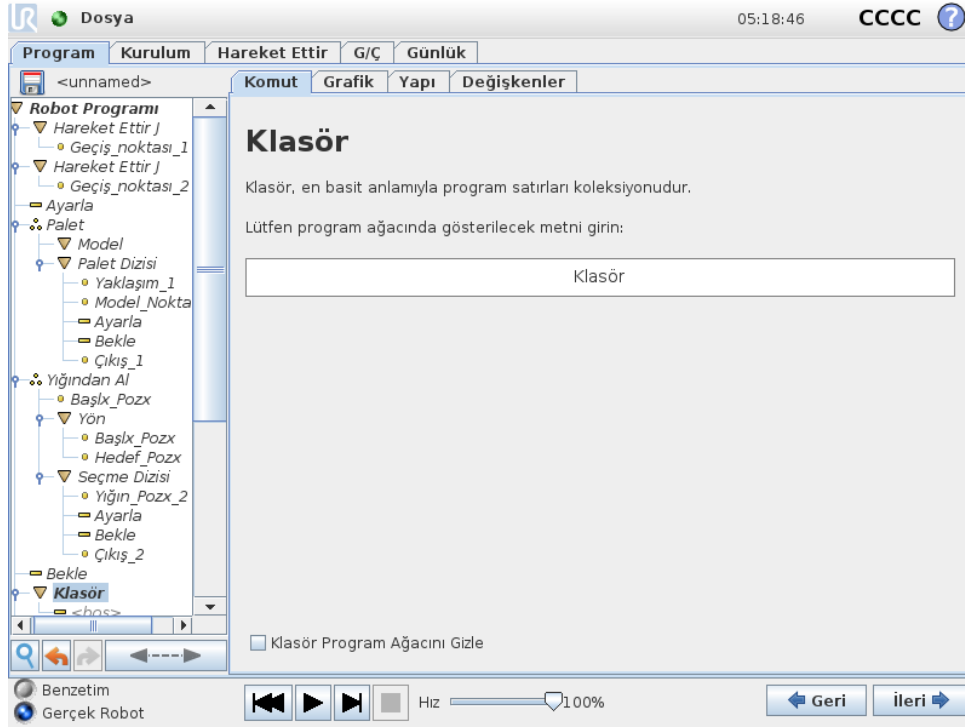 Dosya 05:18:46 CCCC ?
Program Kurulum Hareket Ettir G/Ç Günlük
<unnamed>
Komut Grafik Yapı Değişkenler
Robot Programı
Hareket Ettir J
Geçiş_noktası_1
Hareket Ettir J
Geçiş_noktası_2
Ayarla
Palet
Model
Palet Dizisi
Yaklaşım_1
Model_Nokta
Ayarla
Bekle
Çıkış_1
Yığından Al
Başlx_Pozx
Yön
Başlx_Pozx
Hedef_Pozx
Seçme Dizisi
Yığın_Pozx_2
Ayarla
Bekle
Çıkış_2
Bekle
Klasör
<boş>
Klasör
Klasör, en basit anlamıyla program satırları koleksiyonudur.
Lütfen program ağacında gösterilecek metni girin:
Klasör
Klasör Program Ağacını Gizle
Benzetim
Gerçek Robot
Hız 100%
Geri İleri